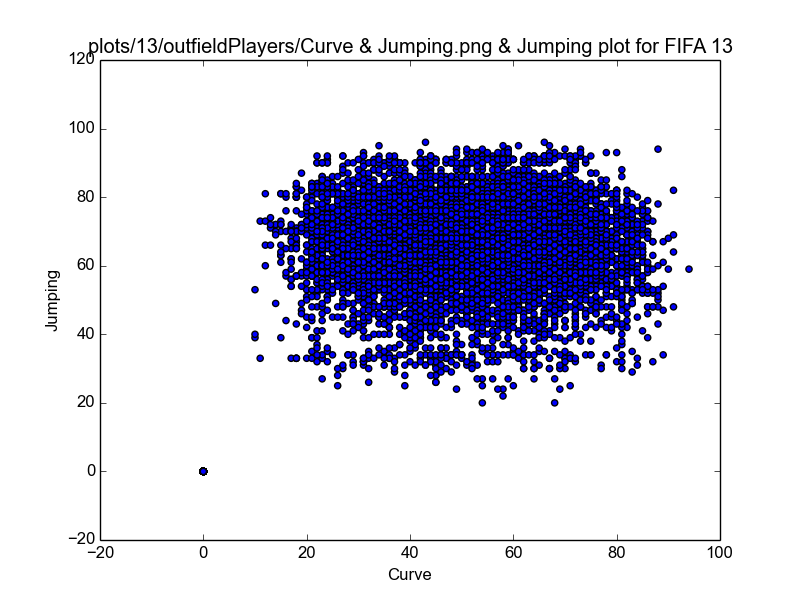 plots/13/outfieldPlayers/Curve & Jumping.png & Jumping plot for FIFA 13
120
100
80
60
40
20
0
−20
Jumping
−20 0 20 40 60 80 100
Curve